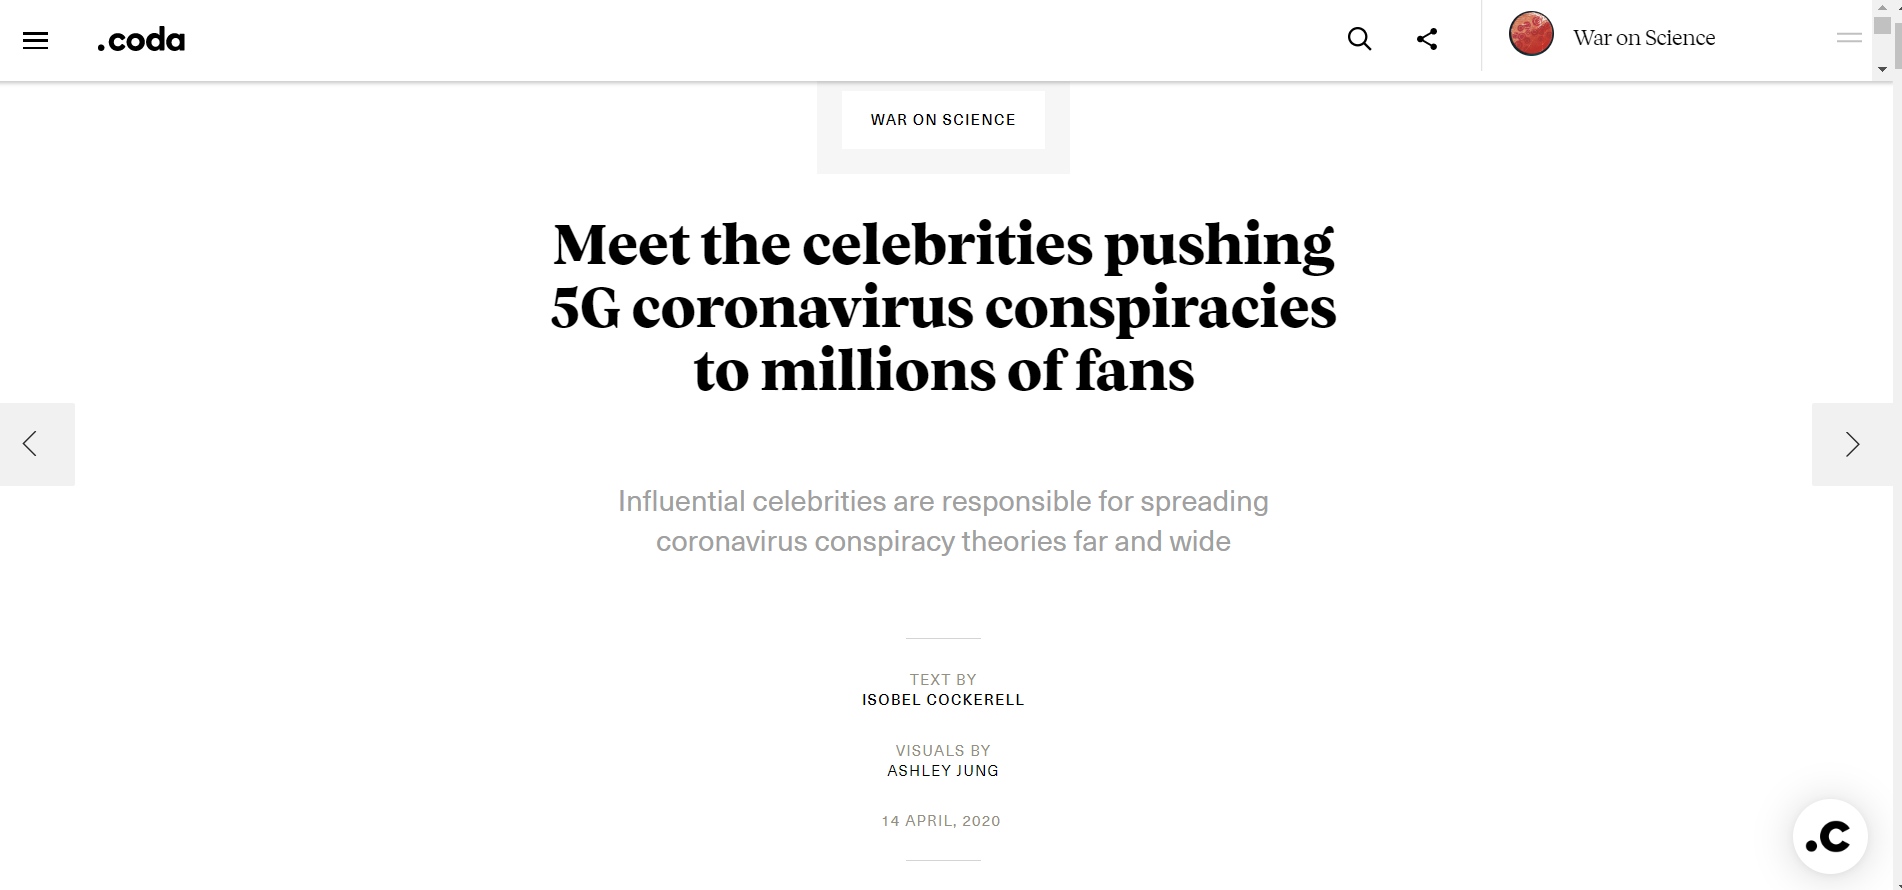 .coda
War on Science
WAR ON SCIENCE
Meet the celebrities pushing
5G coronavirus conspiracies
to millions of fans
Influential celebrities are responsible for spreading
coronavirus conspiracy theories far and wide
TEXT BY
ISOBEL COCKERELL
VISUALS BY
ASHLEY JUNG
14 APRIL, 2020
.C